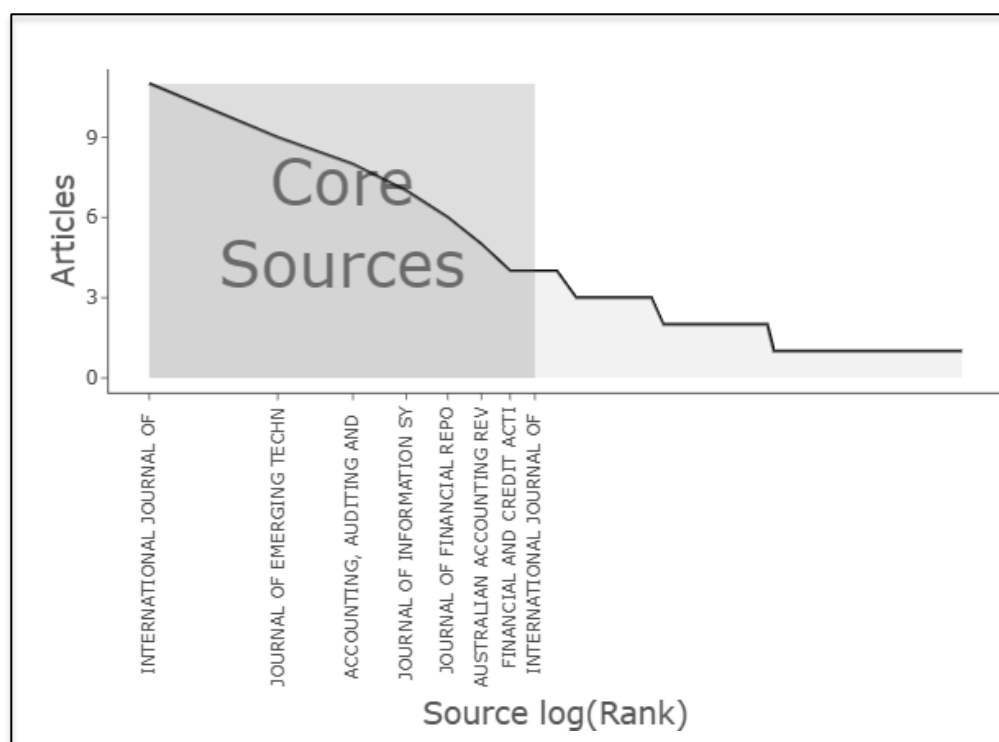 Articles
9
6
3
0
Core
Sources
INTERNATIONAL JOURNAL OF
JOURNAL OF EMERGING TECHN
ACCOUNTING, AUDITING AND
JOURNAL OF INFORMATION SY
JOURNAL OF FINANCIAL REPO
AUSTRALIAN ACCOUNTING REV
FINANCIAL AND CREDIT ACTI
INTERNATIONAL JOURNAL OF
Source log(Rank)